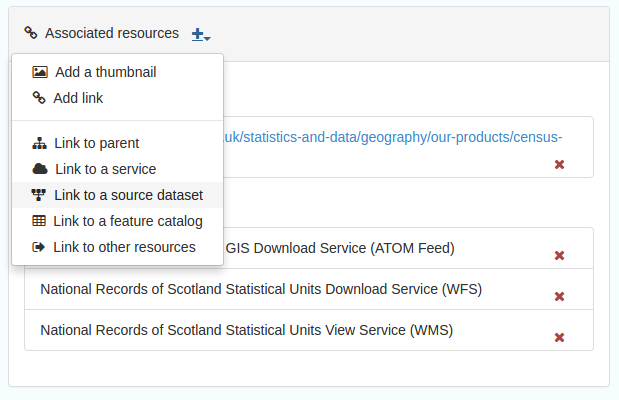 Associated resources
Add a thumbnail
Add link
Link to parent
.uk/statistics-and-data/geography/our-products/census-
Link to a service
Link to a source dataset
Link to a feature catalog
Link to other resources
GIS Download Service (ATOM Feed)
National Records of Scotland Statistical Units Download Service (WFS)
National Records of Scotland Statistical Units View Service (WMS)